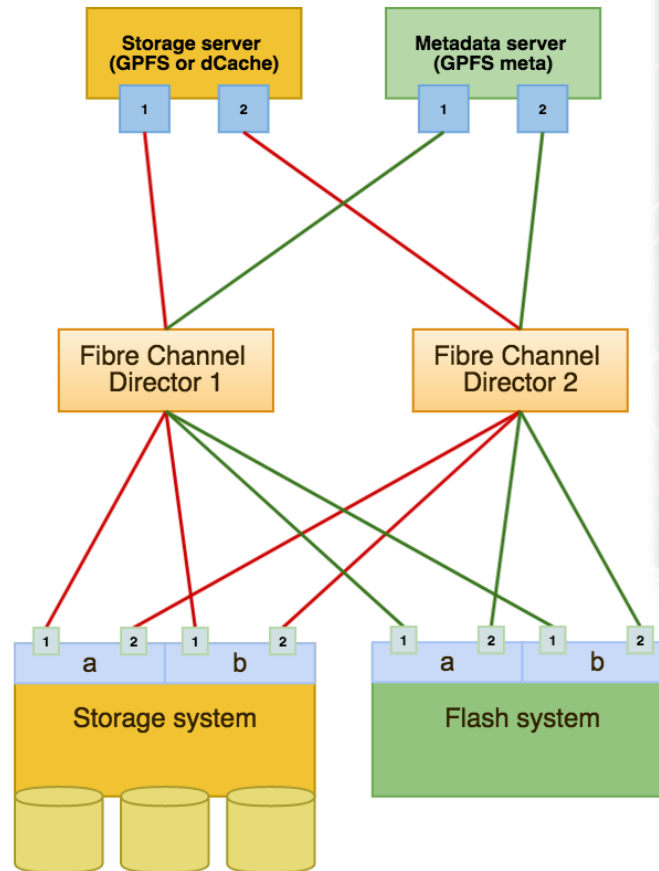 Storage server
(GPFS or dCache)
Metadata server
(GPFS meta)
1
2
1
2
Fibre Channel
Director 1
Fibre Channel
Director 2
1
2
1
2
1
2
1
2
a
b
a
b
Storage system
Flash system